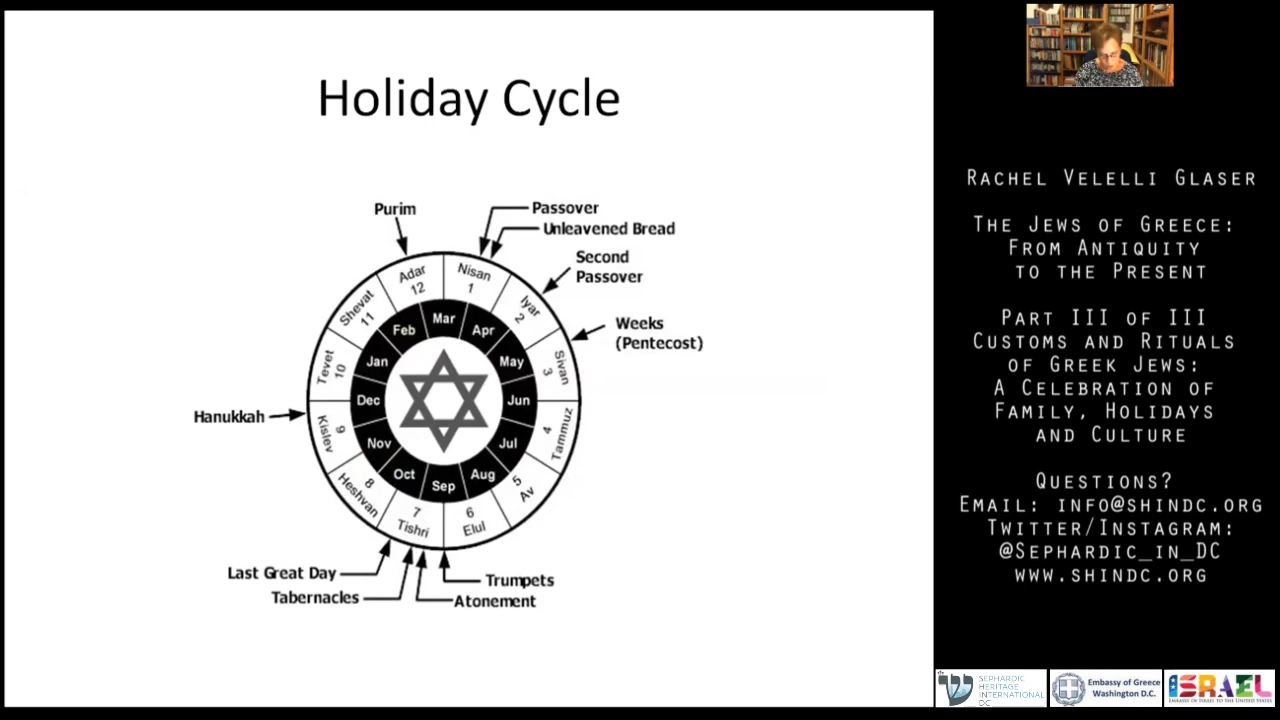 Holiday Cycle
Purim
Passover
Unleavened Bread
Second
Passover
Weeks
(Pentecost)
Hanukkah
Last Great Day
Tabernacles
Trumpets
Atonement
Nisan
1
Iyar
2
Sivan
3
Tammuz
4
Av
5
Elul
6
Tishri
7
Heshvan
8
Kislev
9
Tevet
10
Shevat
11
Adar
12
Mar
Apr
May
Jun
Jul
Aug
Sep
Oct
Nov
Dec
Jan
Feb
Rachel Velelli Glaser
The Jews of Greece:
From Antiquity
to the Present
Part III of III
Customs and Rituals
of Greek Jews:
A Celebration of
Family, Holidays
and Culture
Questions?
Email: info@shindc.org
Twitter/Instagram:
@Sephardic_in_DC
www.shindc.org
SEPHARDIC
HERITAGE
INTERNATIONAL
DC
Embassy of Greece
Washington D.C.
ISRAEL
EMBASSY OF ISRAEL TO THE UNITED STATES